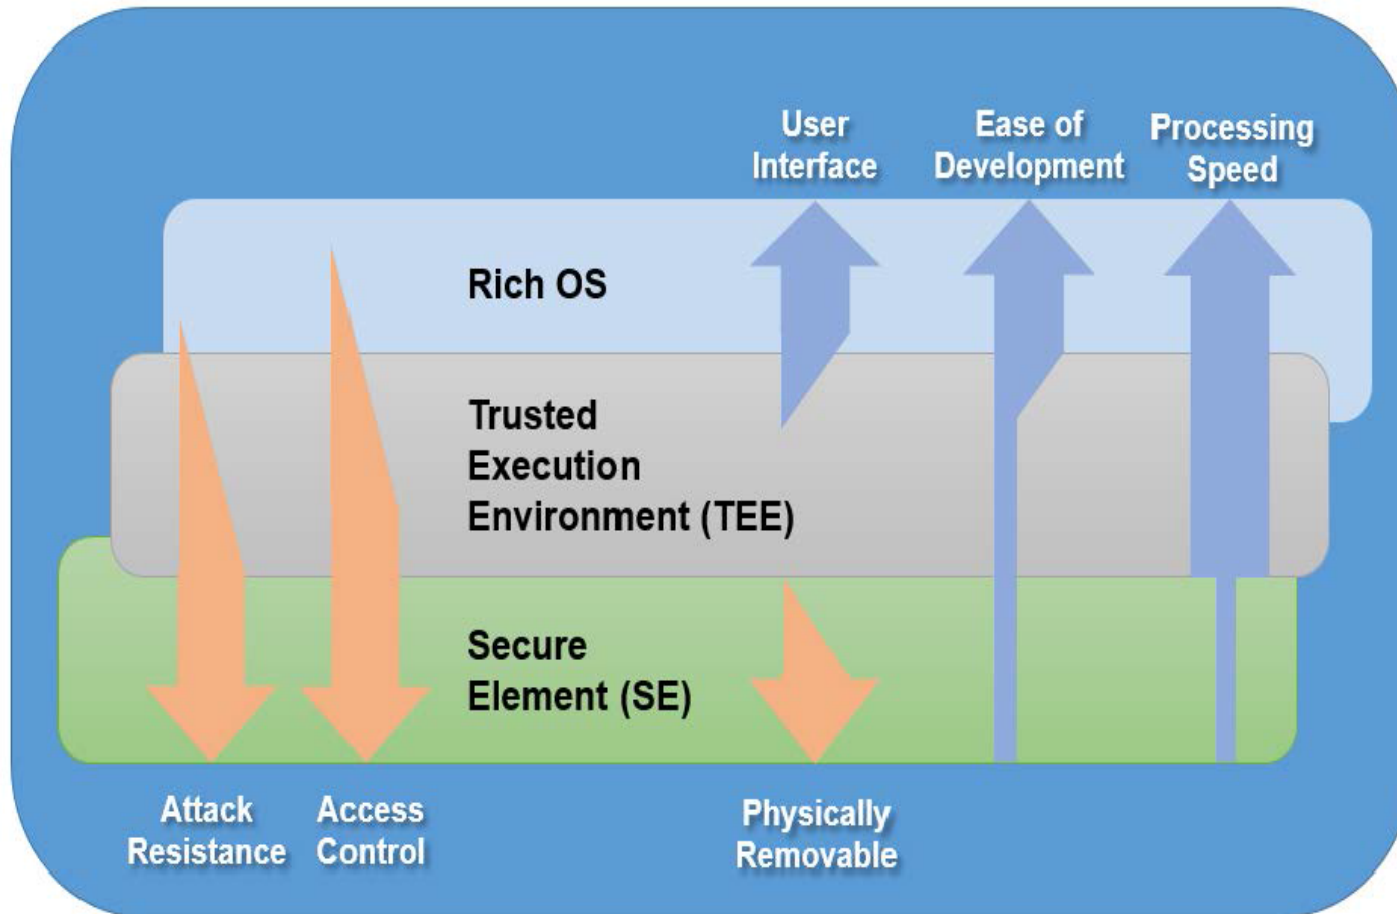 User
Interface
Ease of
Development
Processing
Speed
Rich OS
Trusted
Execution
Environment (TEE)
Secure
Element (SE)
Attack
Resistance
Access
Control
Physically
Removable